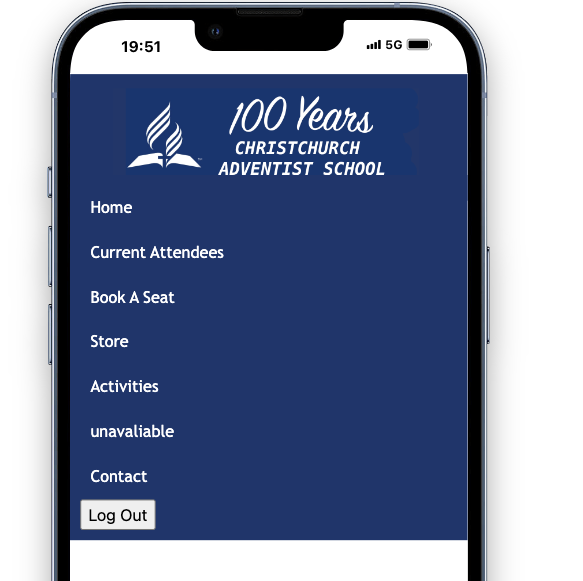 19:51
5G
100 Years
CHRISTCHURCH
ADVENTIST SCHOOL
Home
Current Attendees
Book A Seat
Store
Activities
unavaliable
Contact
Log Out